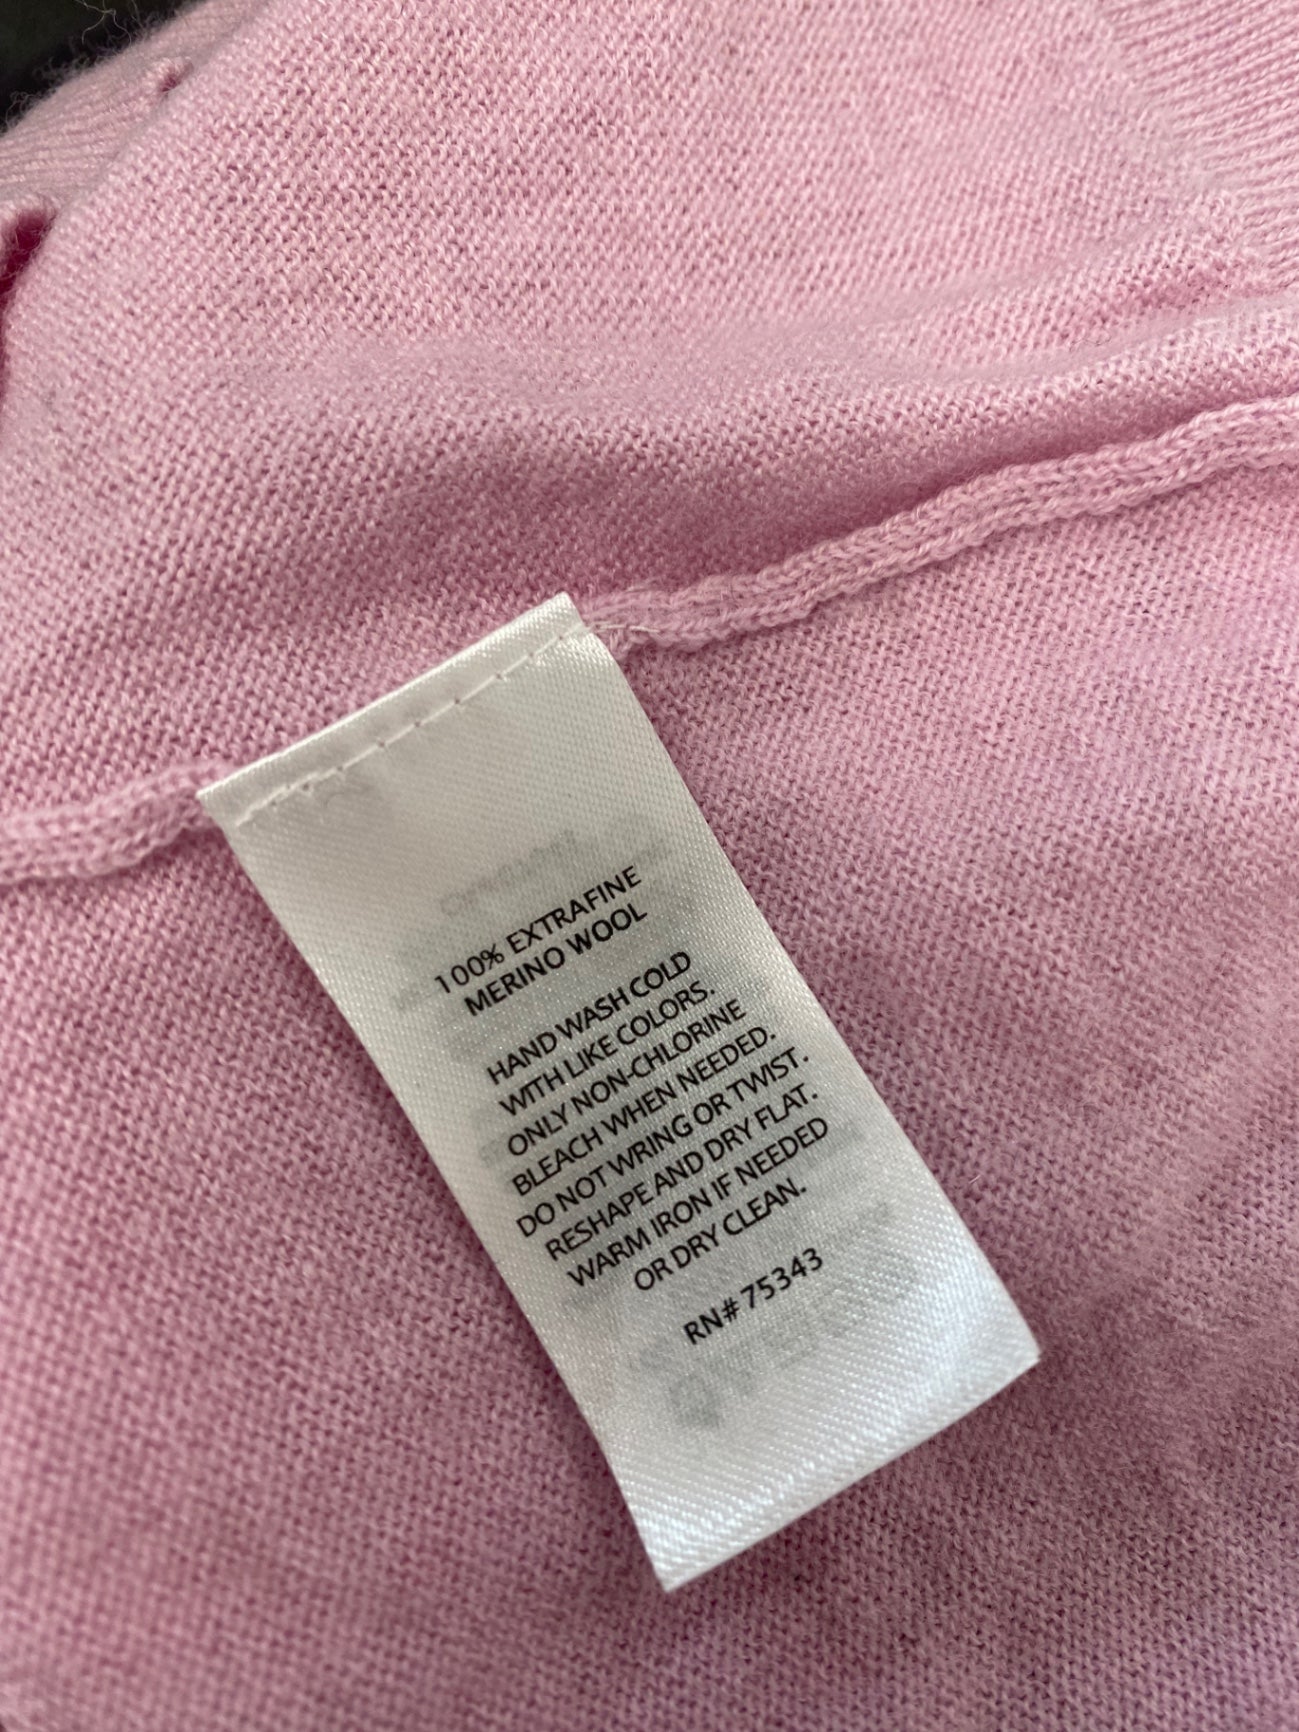 100% EXTRAFINE
MERINO WOOL
HAND WASH COLD
WITH LIKE COLORS.
ONLY NON-CHLORINE
BLEACH WHEN NEEDED.
DO NOT WRING OR TWIST.
RESHAPE AND DRY FLAT.
WARM IRON IF NEEDED
OR DRY CLEAN.
RN# 75343